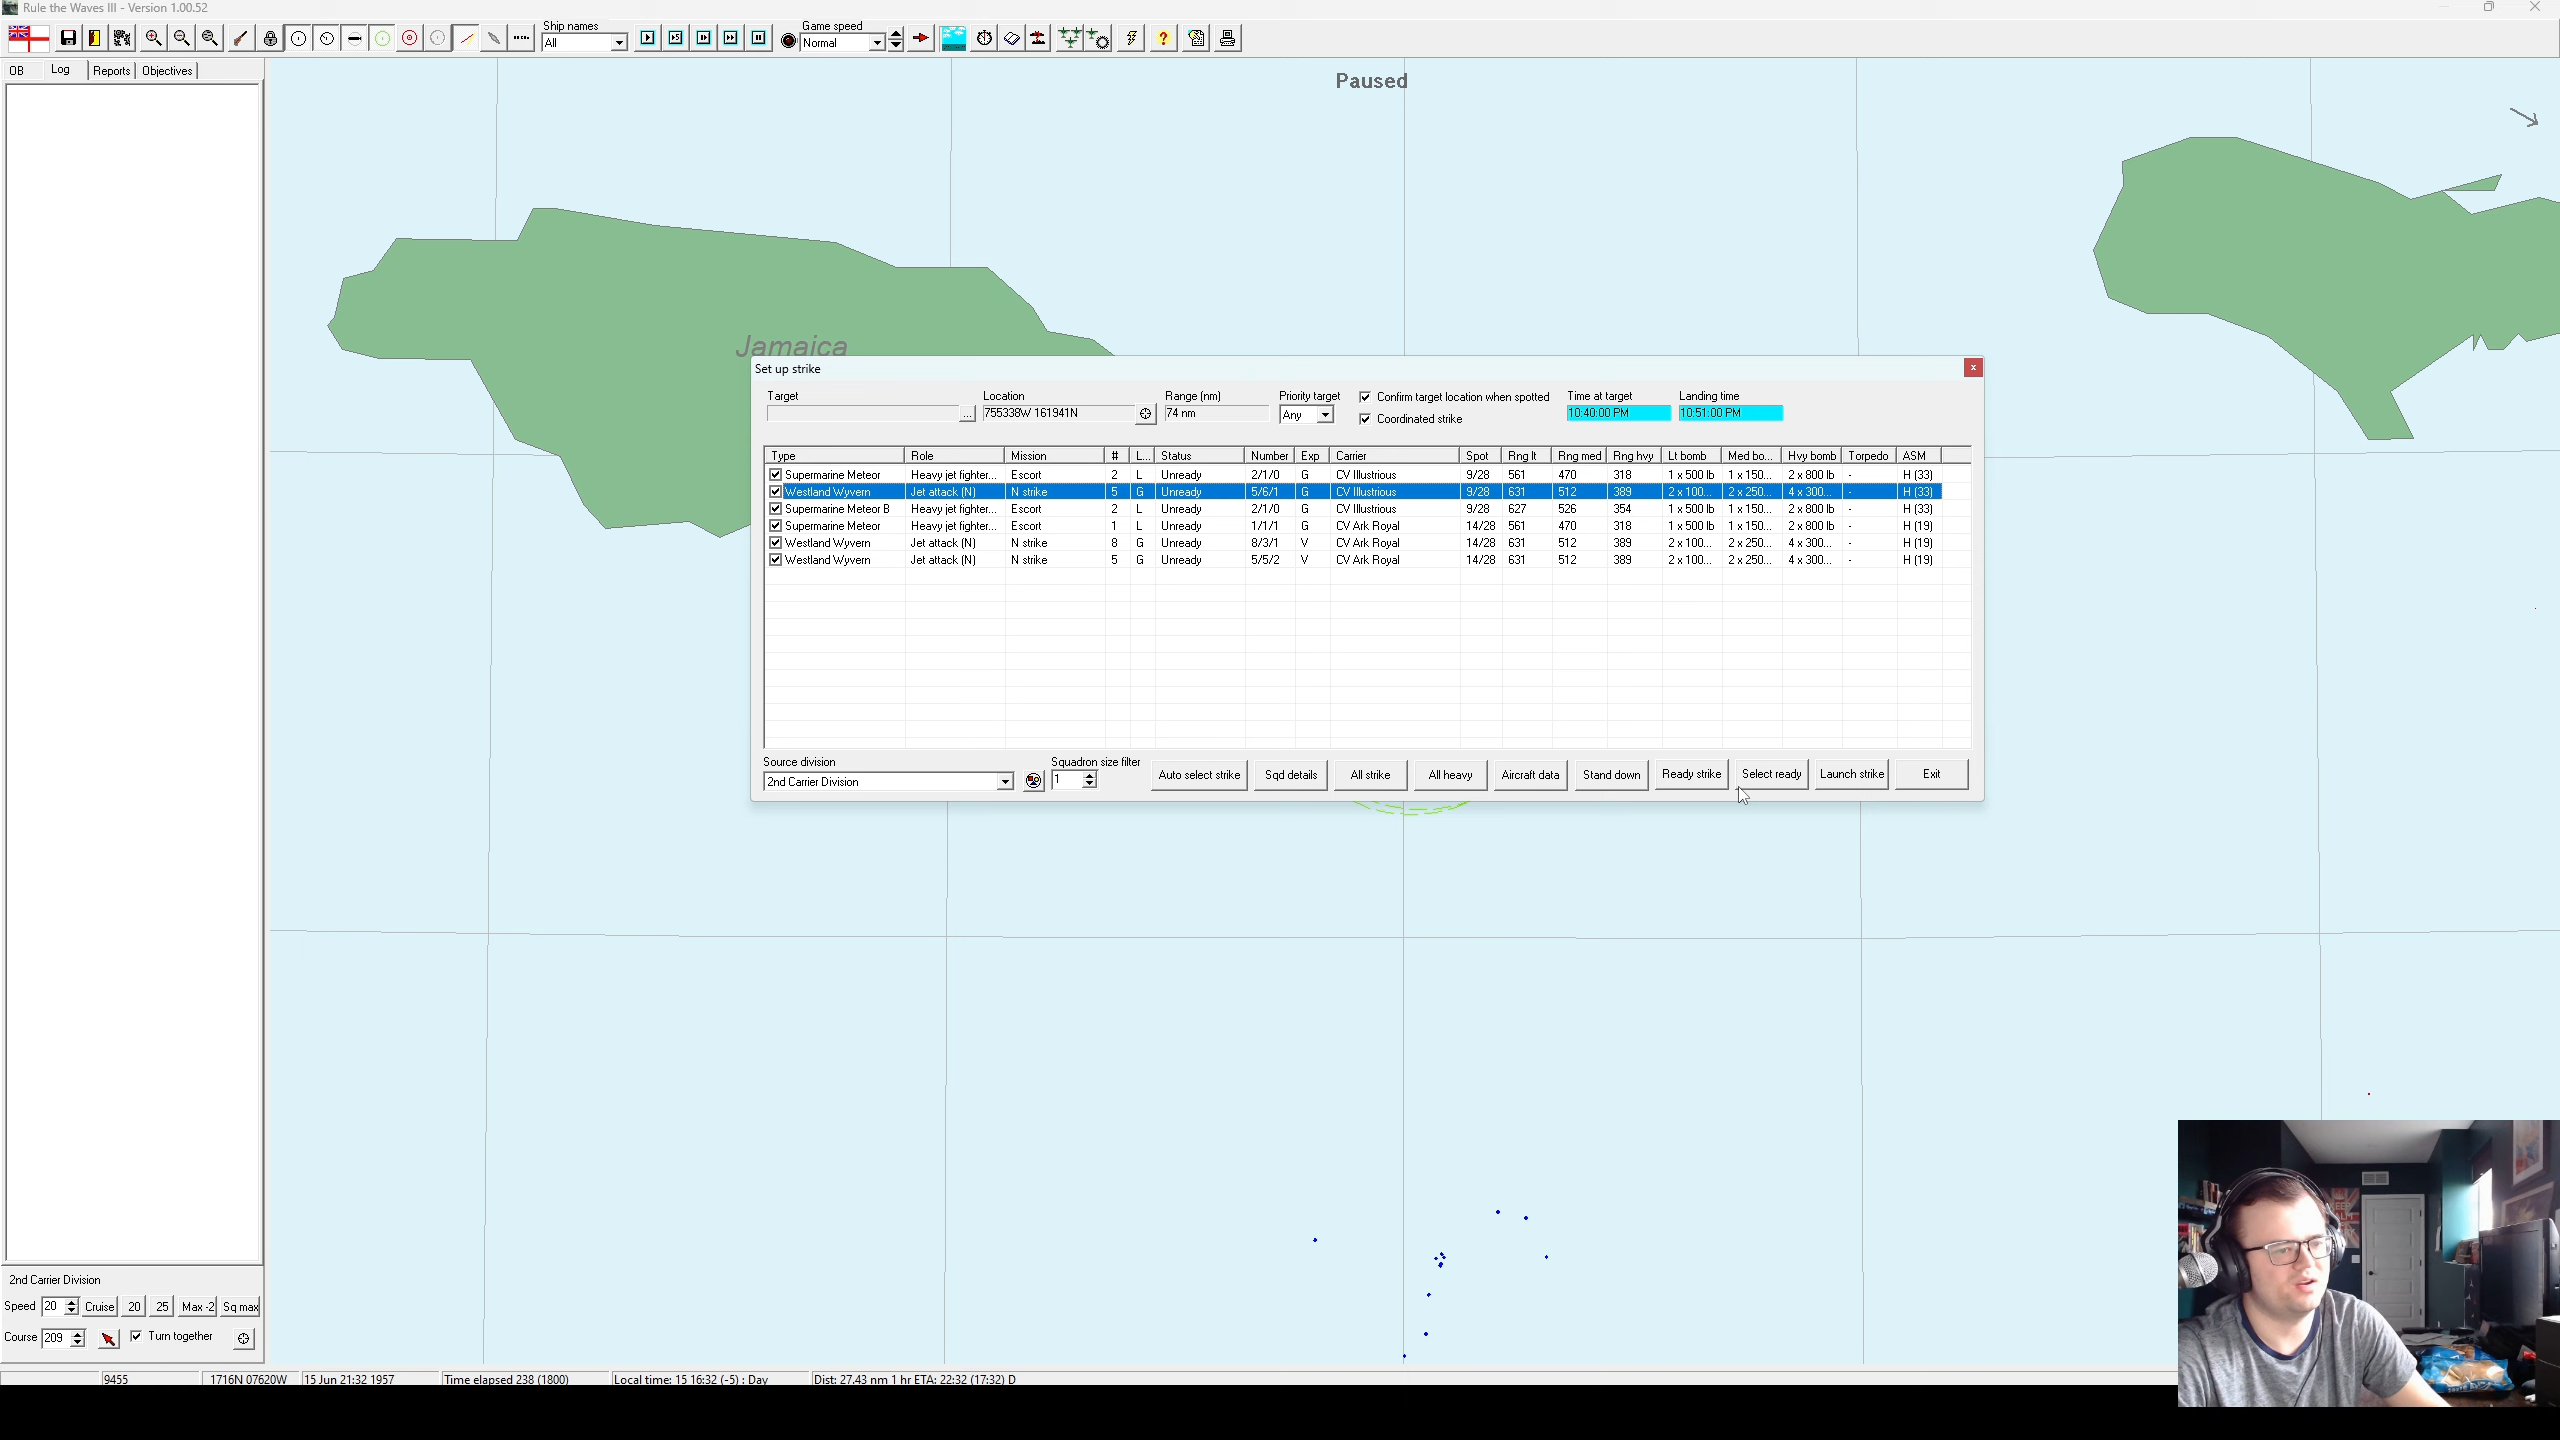 Rule the Waves III - Version 1.00.52
Ship names
All
Game speed
Normal
OB
Log
Reports
Objectives
Paused
Jamaica
Set up strike
Target
Location
Range (nm)
Priority target
Confirm target location when spotted
Time at target
Landing time
...
755338W 161941N
74 nm
Any
Coordinated strike
10:40:00 PM
10:51:00 PM
Type Role Mission # L... Status Number Exp Carrier Spot Rng lt Rng med Rng hvy Lt bomb Med bo... Hvy bomb Torpedo ASM
Supermarine Meteor Heavy jet fighter... Escort 2 L Unready 2/1/0 G CV Illustrious 9/28 561 470 318 1 x 500 lb 1 x 150... 2 x 800 lb - H (33)
Westland Wyvern Jet attack (N) N strike 5 G Unready 5/6/1 G CV Illustrious 9/28 631 512 389 2 x 100... 2 x 250... 4 x 300... - H (33)
Supermarine Meteor B Heavy jet fighter... Escort 2 L Unready 2/1/0 G CV Illustrious 9/28 627 526 354 1 x 500 lb 1 x 150... 2 x 800 lb - H (33)
Supermarine Meteor Heavy jet fighter... Escort 1 L Unready 1/1/1 G CV Ark Royal 14/28 561 470 318 1 x 500 lb 1 x 150... 2 x 800 lb - H (19)
Westland Wyvern Jet attack (N) N strike 8 G Unready 8/3/1 V CV Ark Royal 14/28 631 512 389 2 x 100... 2 x 250... 4 x 300... - H (19)
Westland Wyvern Jet attack (N) N strike 5 G Unready 5/5/2 V CV Ark Royal 14/28 631 512 389 2 x 100... 2 x 250... 4 x 300... - H (19)
Source division
Squadron size filter
2nd Carrier Division
1
Auto select strike
Sqd details
All strike
All heavy
Aircraft data
Stand down
Ready strike
Select ready
Launch strike
Exit
2nd Carrier Division
Speed 20 Cruise 20 25 Max -2 Sq max
Course 209 Turn together
9455
1716N 07620W
15 Jun 21:32 1957
Time elapsed 238 (1800)
Local time: 15 16:32 (-5) : Day
Dist: 27.43 nm 1 hr ETA: 22:32 (17:32) D